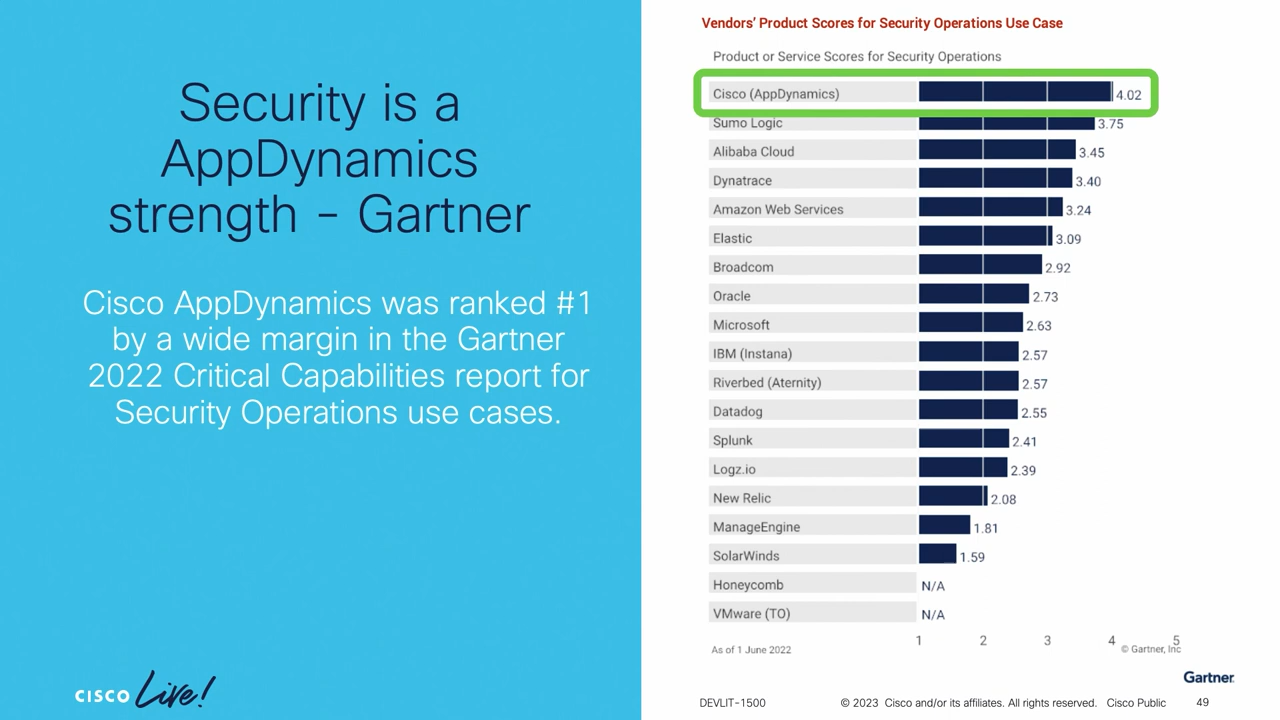 Security is a
AppDynamics
strength - Gartner
Cisco AppDynamics was ranked #1
by a wide margin in the Gartner
2022 Critical Capabilities report for
Security Operations use cases.
CISCO Live!
Vendors' Product Scores for Security Operations Use Case
Product or Service Scores for Security Operations
Cisco (AppDynamics) 4.02
Sumo Logic 3.75
Alibaba Cloud 3.45
Dynatrace 3.40
Amazon Web Services 3.24
Elastic 3.09
Broadcom 2.92
Oracle 2.73
Microsoft 2.63
IBM (Instana) 2.57
Riverbed (Aternity) 2.57
Datadog 2.55
Splunk 2.41
Logz.io 2.39
New Relic 2.08
ManageEngine 1.81
SolarWinds 1.59
Honeycomb N/A
VMware (TO) N/A
1 2 3 4 5
As of 1 June 2022 © Gartner, Inc
Gartner.
DEVLIT-1500 © 2023 Cisco and/or its affiliates. All rights reserved. Cisco Public 49